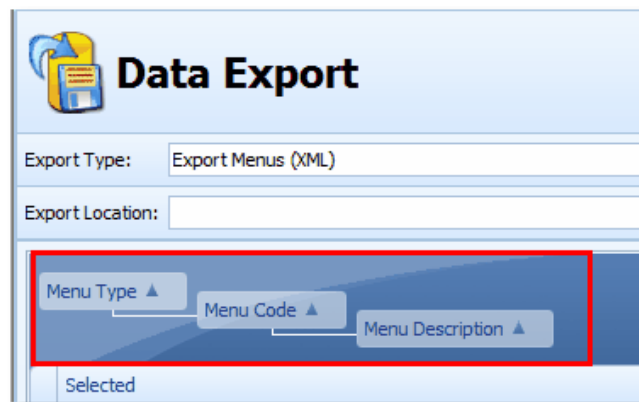 Data Export
Export Type: Export Menus (XML)
Export Location:
Menu Type
Menu Code
Menu Description
Selected